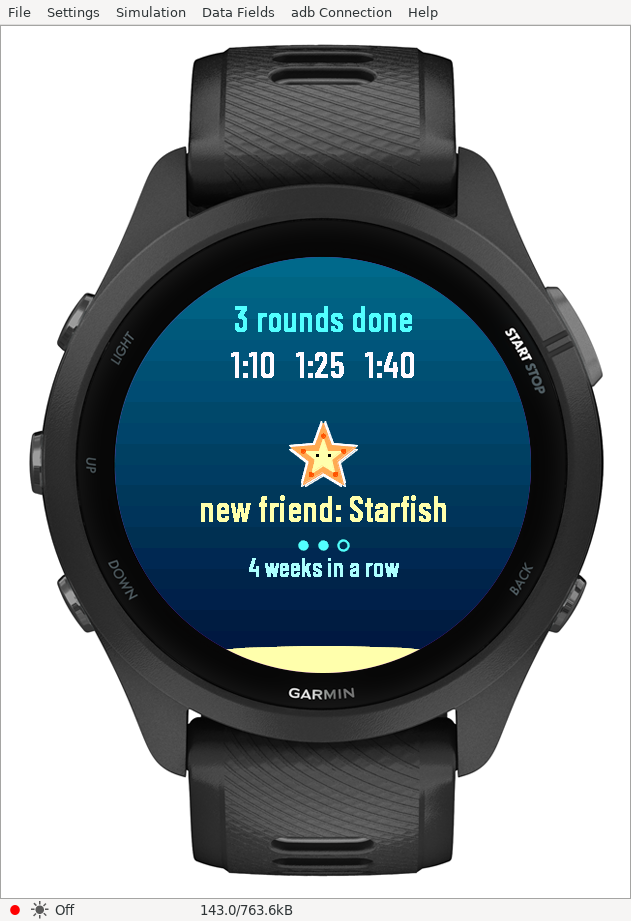 File Settings Simulation Data Fields adb Connection Help
3 rounds done
1:10 1:25 1:40
START STOP
LIGHT
UP
new friend: Starfish
4 weeks in a row
DOWN
BACK
GARMIN
Off 143.0/763.6kB